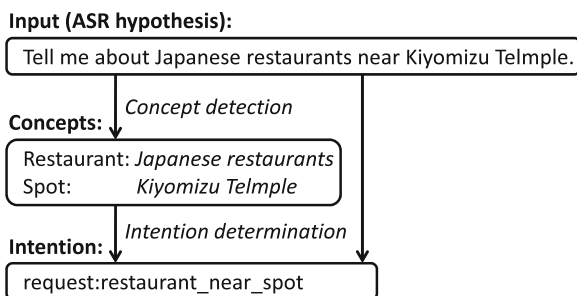 Input (ASR hypothesis):
Tell me about Japanese restaurants near Kiyomizu Telmple.
Concept detection
Concepts:
Restaurant: Japanese restaurants
Spot: Kiyomizu Telmple
Intention determination
Intention:
request:restaurant_near_spot